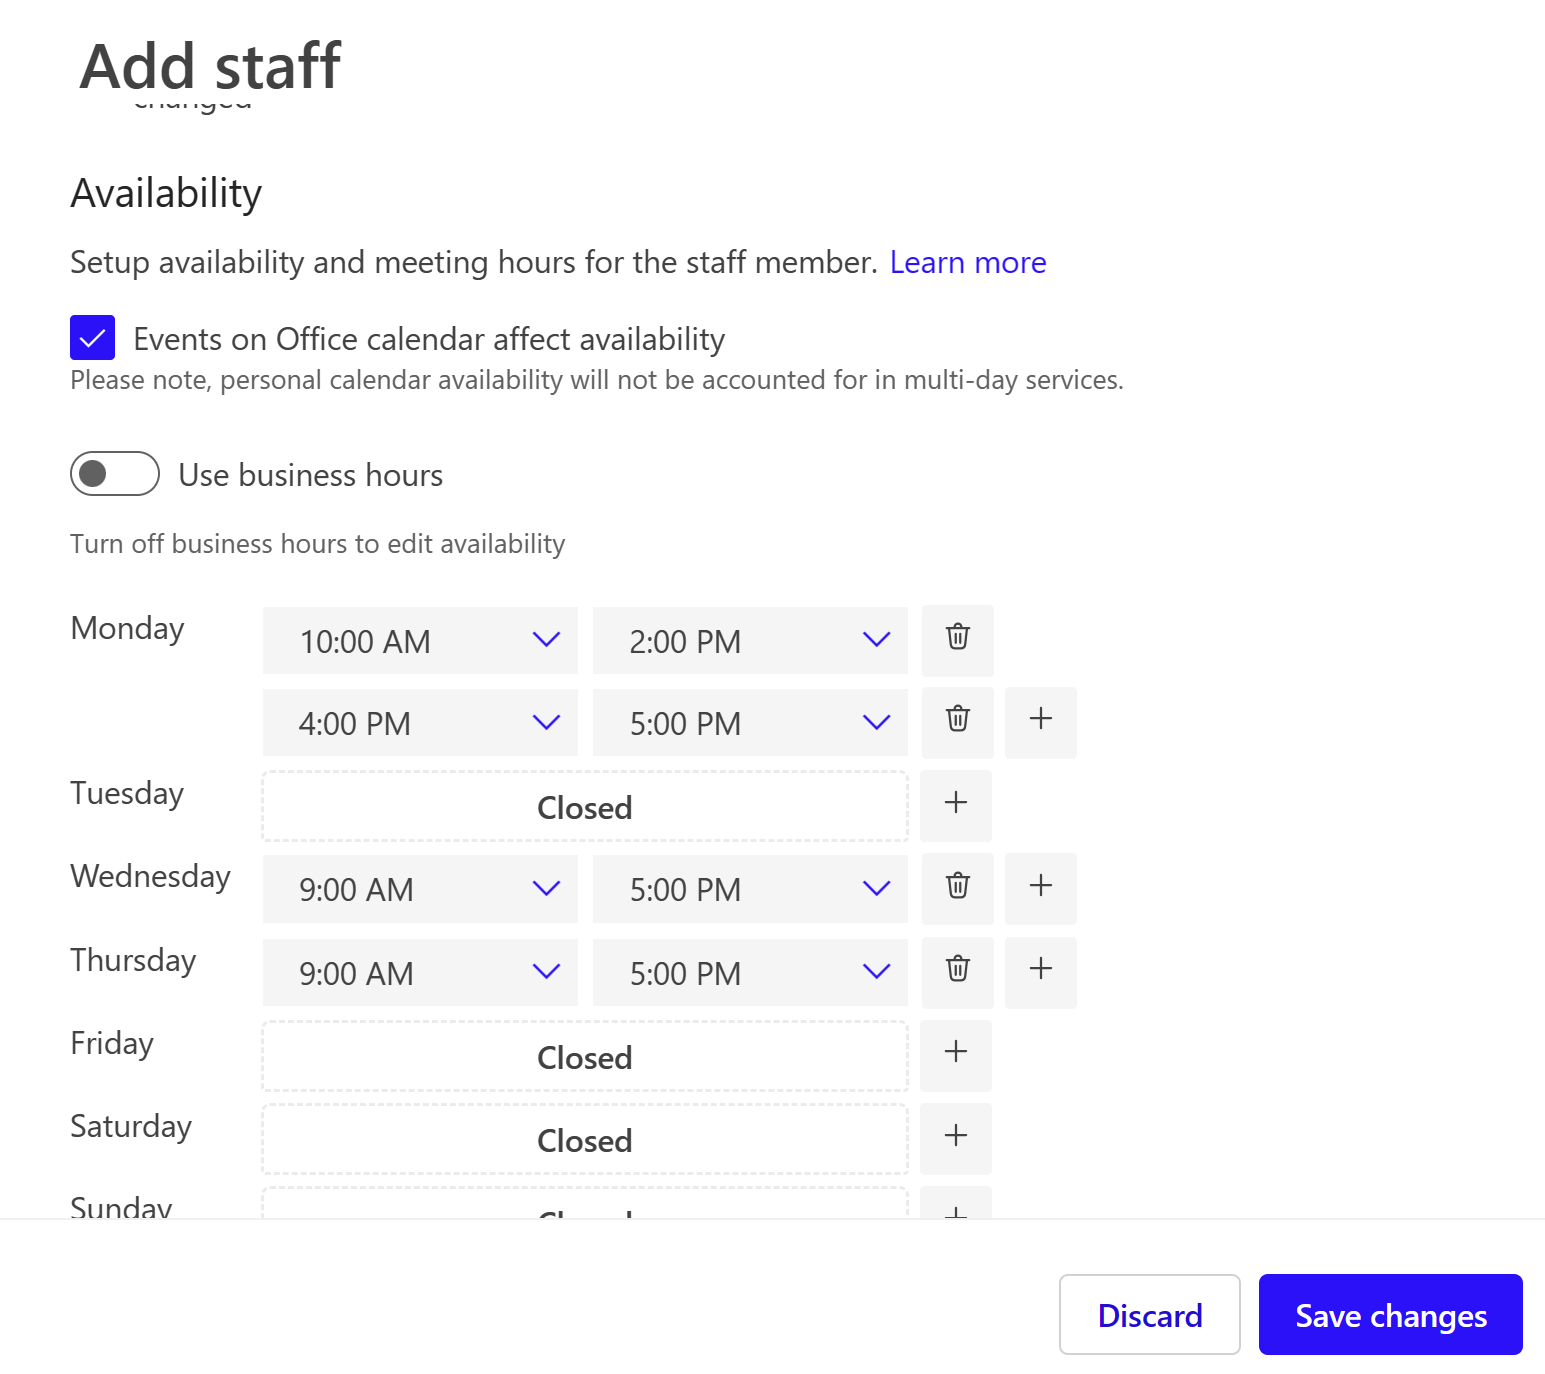 Add staff
changed
Availability
Setup availability and meeting hours for the staff member. Learn more
Events on Office calendar affect availability
Please note, personal calendar availability will not be accounted for in multi-day services.
Use business hours
Turn off business hours to edit availability
Monday 10:00 AM 2:00 PM
4:00 PM 5:00 PM
Tuesday Closed
Wednesday 9:00 AM 5:00 PM
Thursday 9:00 AM 5:00 PM
Friday Closed
Saturday Closed
Sunday Closed
Discard Save changes